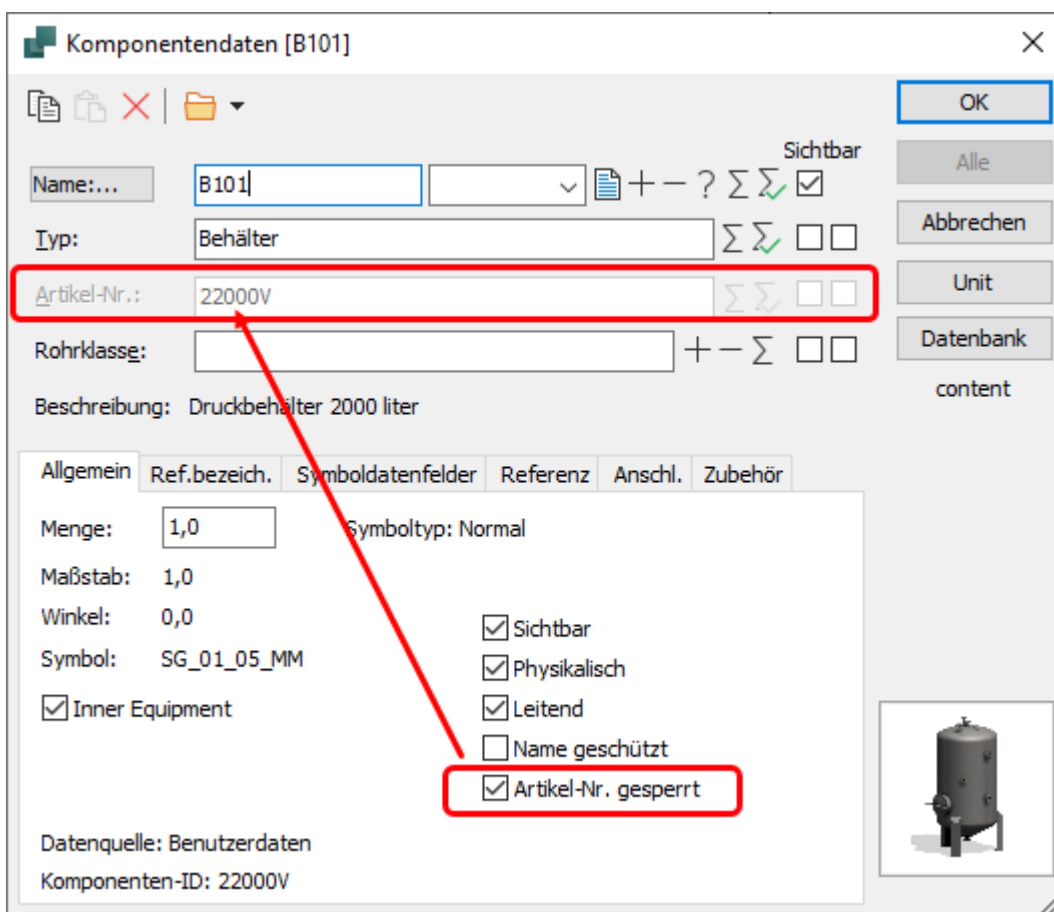 Komponentendaten [B101]
OK
Sichtbar
Alle
Name:...
B101
Abbrechen
Typ:
Behälter
Unit
Artikel-Nr.:
22000V
Datenbank
Rohrklasse:
content
Beschreibung: Druckbehälter 2000 liter
Allgemein Ref.bezeich. Symboldatenfelder Referenz Anschl. Zubehör
Menge: 1,0 Symboltyp: Normal
Maßstab: 1,0
Winkel: 0,0
Sichtbar
Symbol: SG_01_05_MM
Physikalisch
Inner Equipment
Leitend
Name geschützt
Artikel-Nr. gesperrt
Datenquelle: Benutzerdaten
Komponenten-ID: 22000V